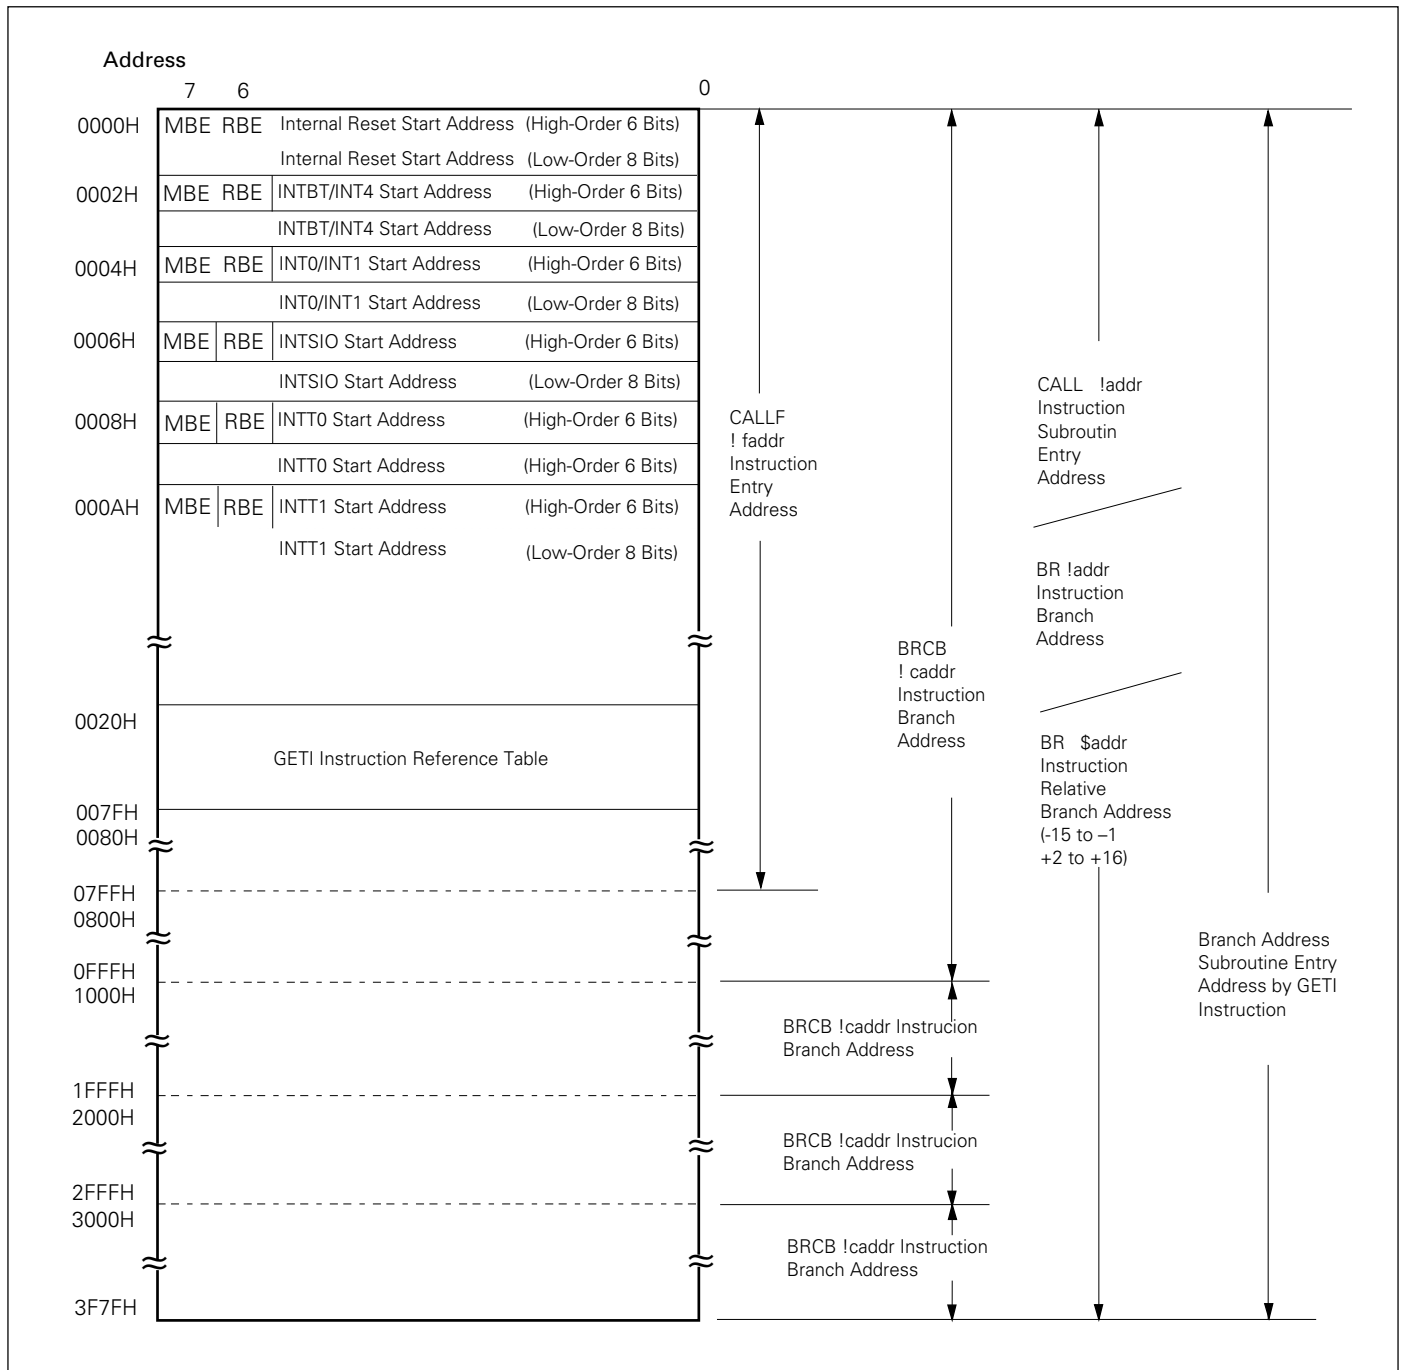 Address
7 6 0
0000H MBE RBE Internal Reset Start Address (High-Order 6 Bits)
Internal Reset Start Address (Low-Order 8 Bits)
0002H MBE RBE INTBT/INT4 Start Address (High-Order 6 Bits)
INTBT/INT4 Start Address (Low-Order 8 Bits)
0004H MBE RBE INT0/INT1 Start Address (High-Order 6 Bits)
INT0/INT1 Start Address (Low-Order 8 Bits)
0006H MBE RBE INTSIO Start Address (High-Order 6 Bits)
INTSIO Start Address (Low-Order 8 Bits)
0008H MBE RBE INTT0 Start Address (High-Order 6 Bits)
INTT0 Start Address (High-Order 6 Bits)
000AH MBE RBE INTT1 Start Address (High-Order 6 Bits)
INTT1 Start Address (Low-Order 8 Bits)
0020H
GETI Instruction Reference Table
007FH
0080H
07FFH
0800H
0FFFH
1000H
1FFFH
2000H
2FFFH
3000H
3F7FH
CALLF
! faddr
Instruction
Entry
Address
BRCB
! caddr
Instruction
Branch
Address
BRCB !caddr Instrucion
Branch Address
BRCB !caddr Instrucion
Branch Address
BRCB !caddr Instruction
Branch Address
CALL !addr
Instruction
Subroutin
Entry
Address
BR !addr
Instruction
Branch
Address
BR $addr
Instruction
Relative
Branch Address
(-15 to –1
+2 to +16)
Branch Address
Subroutine Entry
Address by GETI
Instruction